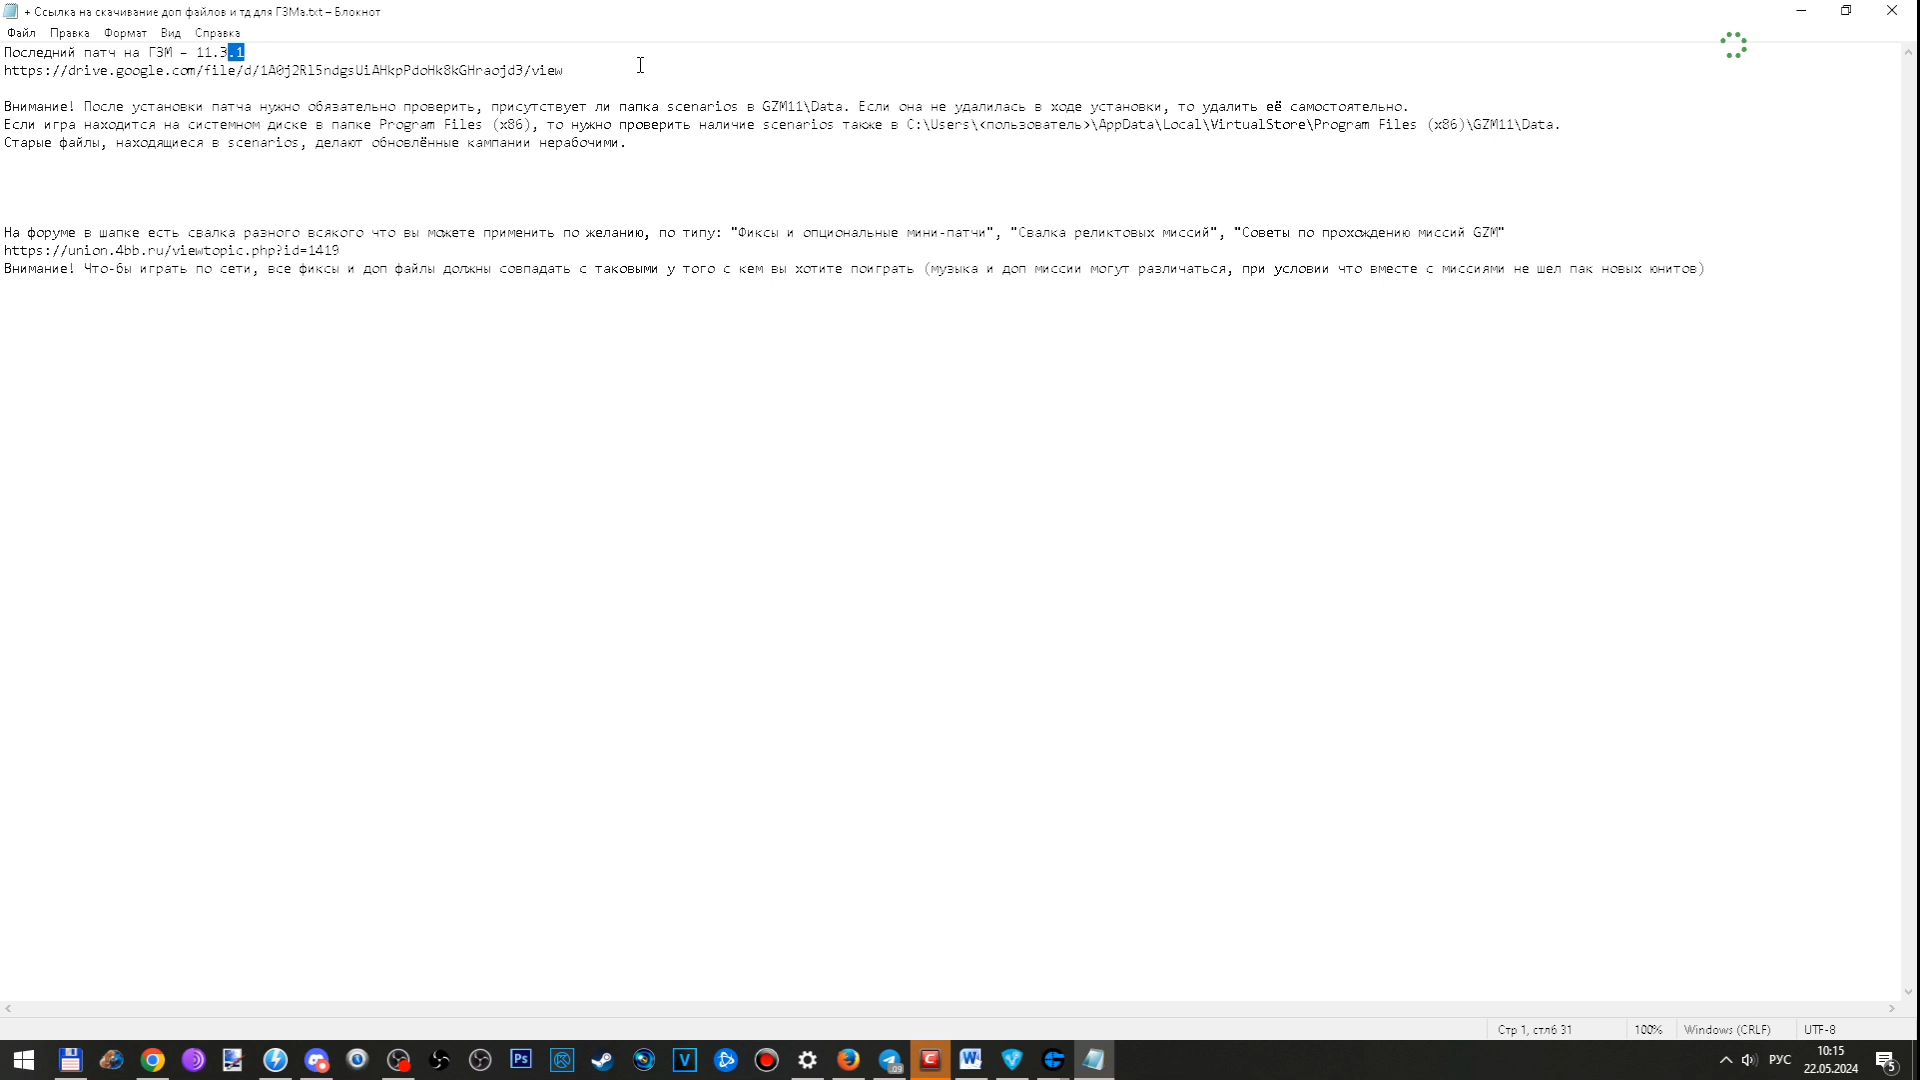 + Ссылка на скачивание доп файлов и тд для ГЗМа.txt – Блокнот
Файл Правка Формат Вид Справка
Последний патч на ГЗМ – 11.3.1
https://drive.google.com/file/d/1A0j2Rl5ndgsUiAHkpPdoHk8kGHraojd3/view
Внимание! После установки патча нужно обязательно проверить, присутствует ли папка scenarios в GZM11\Data. Если она не удалилась в ходе установки, то удалить её самостоятельно.
Если игра находится на системном диске в папке Program Files (x86), то нужно проверить наличие scenarios также в C:\Users\<пользователь>\AppData\Local\VirtualStore\Program Files (x86)\GZM11\Data.
Старые файлы, находящиеся в scenarios, делают обновлённые кампании нерабочими.
На форуме в шапке есть свалка разного всякого что вы можете применить по желанию, по типу: "Фиксы и опциональные мини-патчи", "Свалка реликтовых миссий", "Советы по прохождению миссий GZM"
https://union.4bb.ru/viewtopic.php?id=1419
Внимание! Что-бы играть по сети, все фиксы и доп файлы должны совпадать с таковыми у того с кем вы хотите поиграть (музыка и доп миссии могут различаться, при условии что вместе с миссиями не шел пак новых юнитов)
Стр 1, стлб 31 100% Windows (CRLF) UTF-8
Ps V .09 C W РУС 10:15 5
22.05.2024